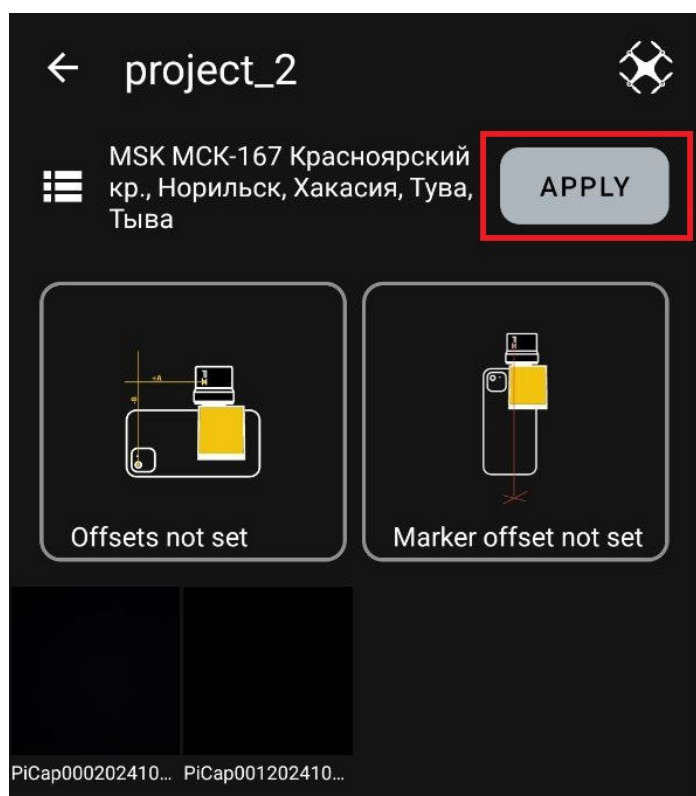 project_2
MSK МСК-167 Красноярский
кр., Норильск, Хакасия, Тува,
Тыва
APPLY
+A
Offsets not set
Marker offset not set
PiCap000202410...
PiCap001202410...